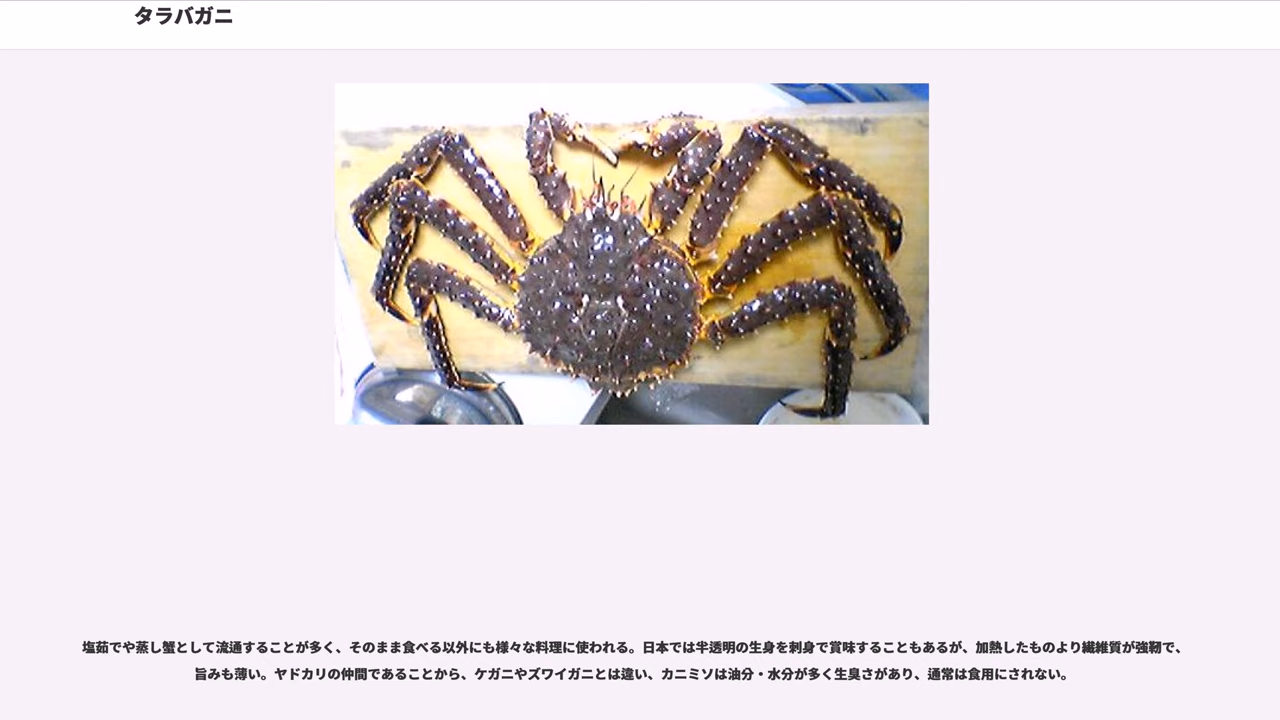 タラバガニ
塩茹でや蒸し蟹として流通することが多く、そのまま食べる以外にも様々な料理に使われる。日本では半透明の生身を刺身で賞味することもあるが、加熱したものより繊維質が強靭で、
旨みも薄い。ヤドカリの仲間であることから、ケガニやズワイガニとは違い、カニミソは油分・水分が多く生臭さがあり、通常は食用にされない。